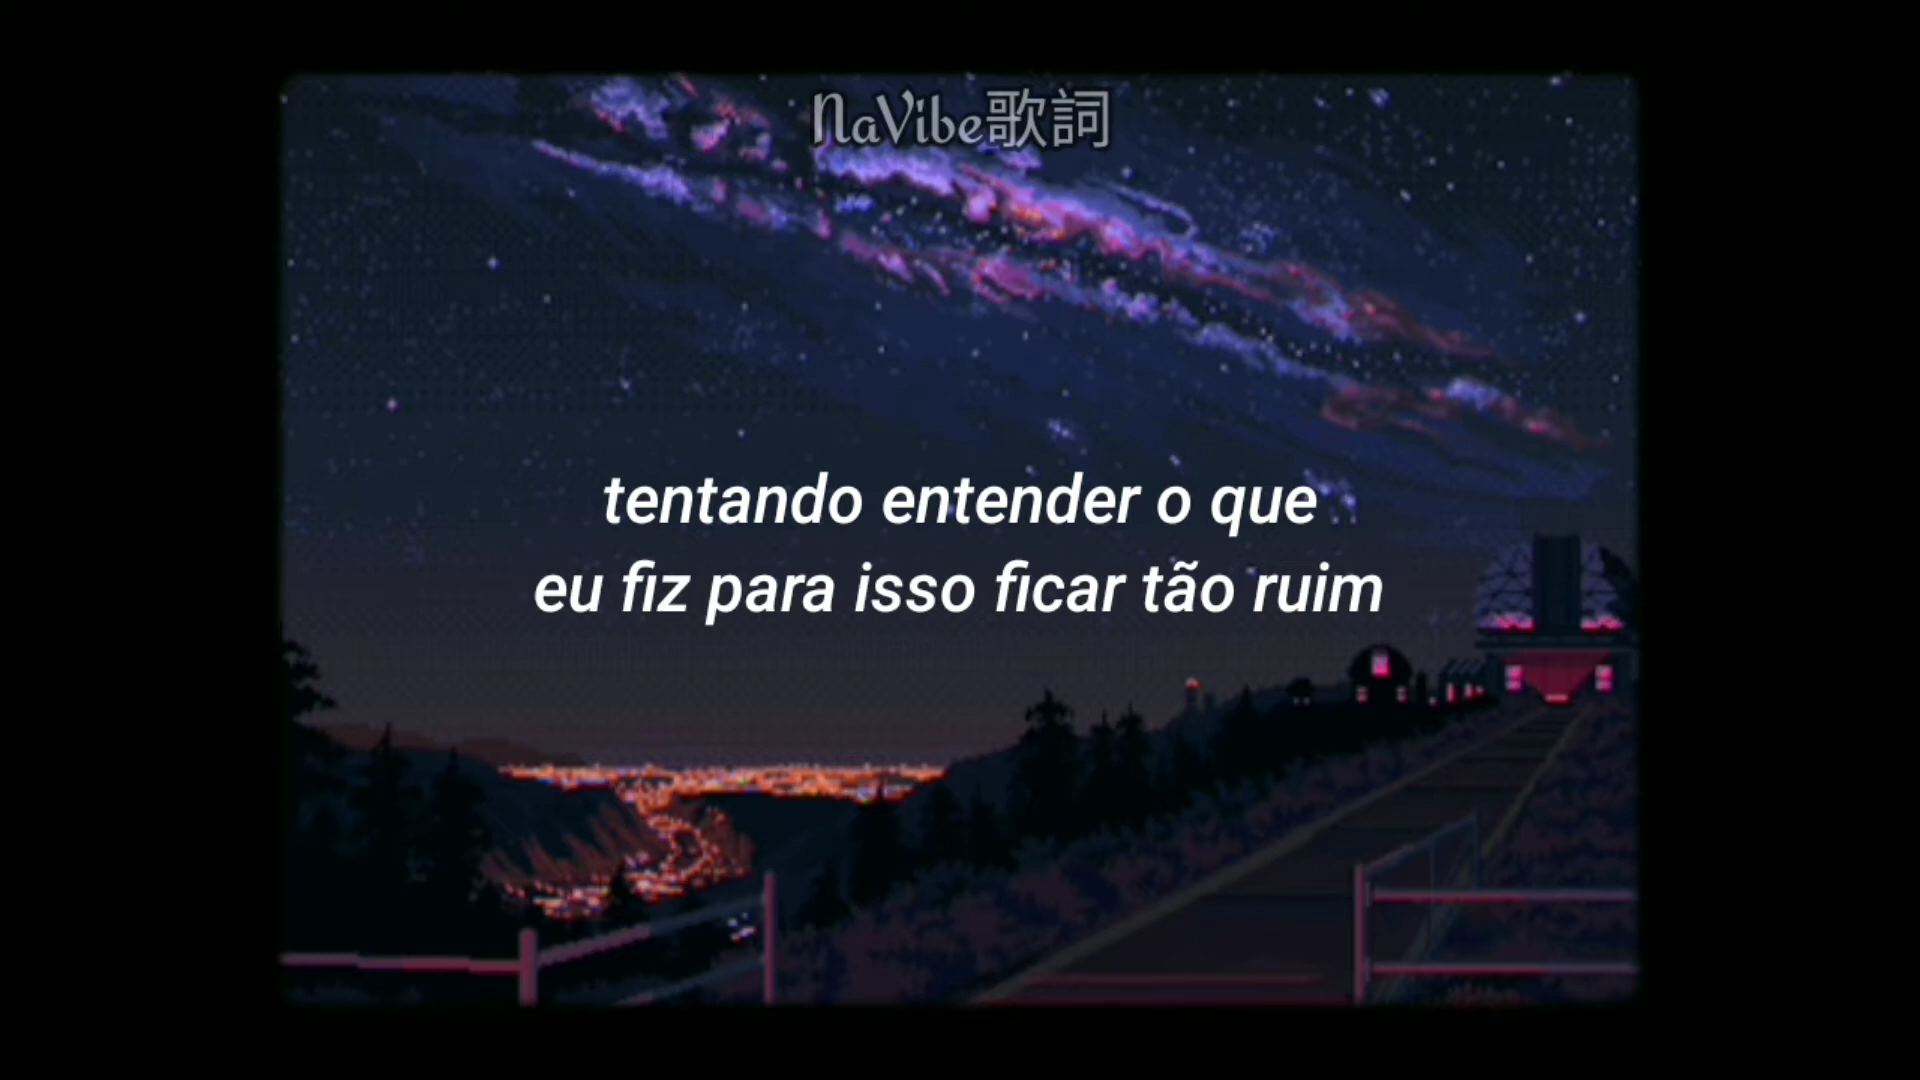 NaVibe歌詞
tentando entender o que
eu fiz para isso ficar tão ruim